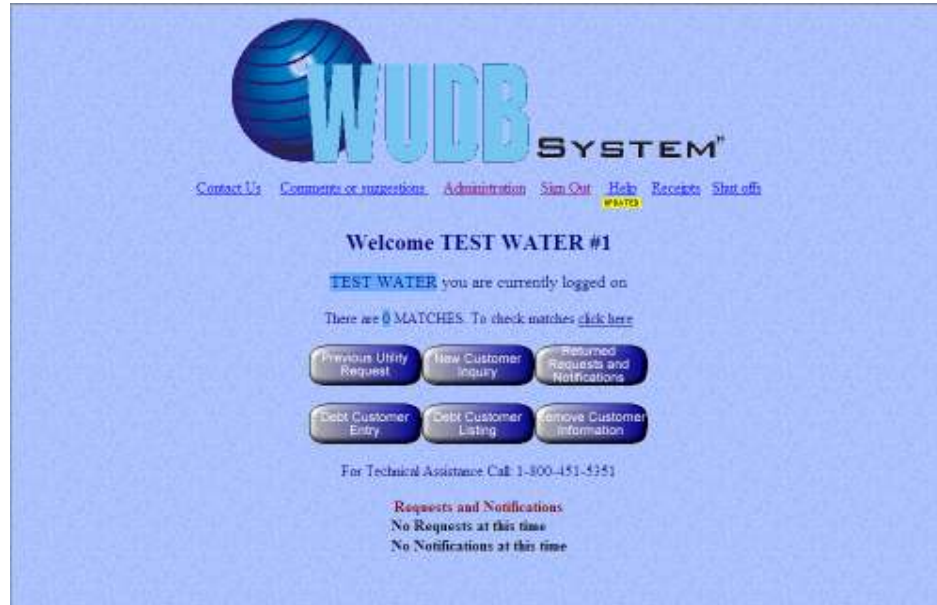 WUDB SYSTEM™
Contact Us Comments or suggestions Administration Sign Out Help Receipts Shut offs
UPDATED
Welcome TEST WATER #1
TEST WATER you are currently logged on
There are 0 MATCHES. To check matches click here
Previous Utility Request
New Customer Inquiry
Returned Requests and Notifications
Debt Customer Entry
Debt Customer Listing
Remove Customer Information
For Technical Assistance Call: 1-800-451-5351
Requests and Notifications
No Requests at this time
No Notifications at this time